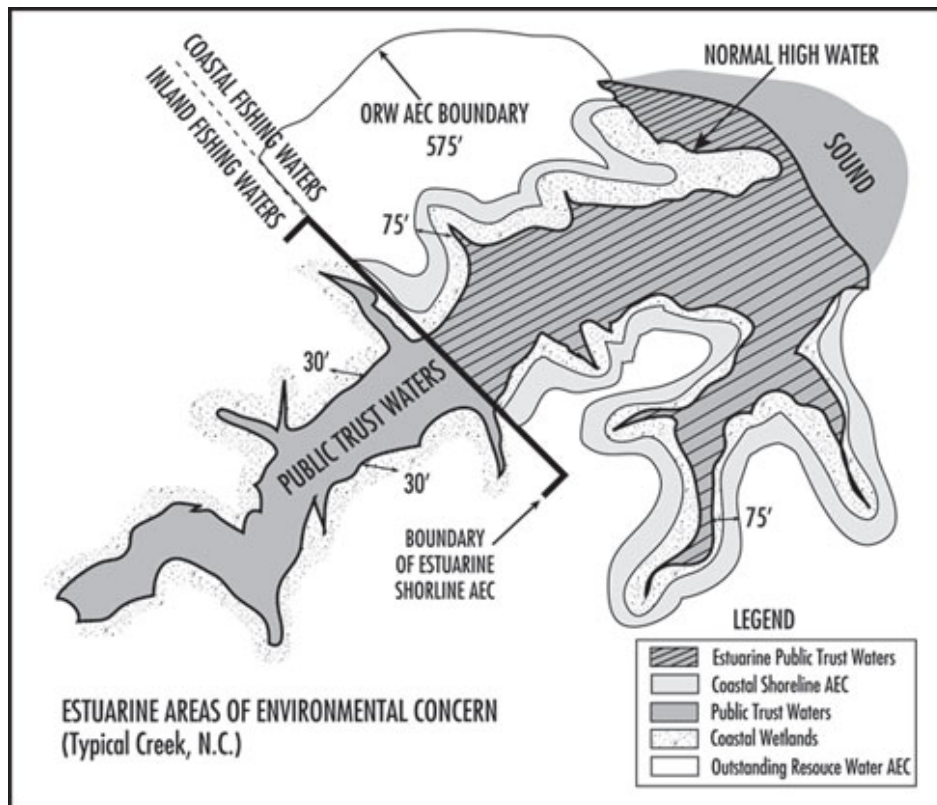 COASTAL FISHING WATERS
INLAND FISHING WATERS
ORW AEC BOUNDARY
575'
NORMAL HIGH WATER
SOUND
75'
30'
PUBLIC TRUST WATERS
30'
75'
BOUNDARY
OF ESTUARINE
SHORLINE AEC
LEGEND
Estuarine Public Trust Waters
Coastal Shoreline AEC
Public Trust Waters
Coastal Wetlands
Outstanding Resouce Water AEC
ESTUARINE AREAS OF ENVIRONMENTAL CONCERN
(Typical Creek, N.C.)